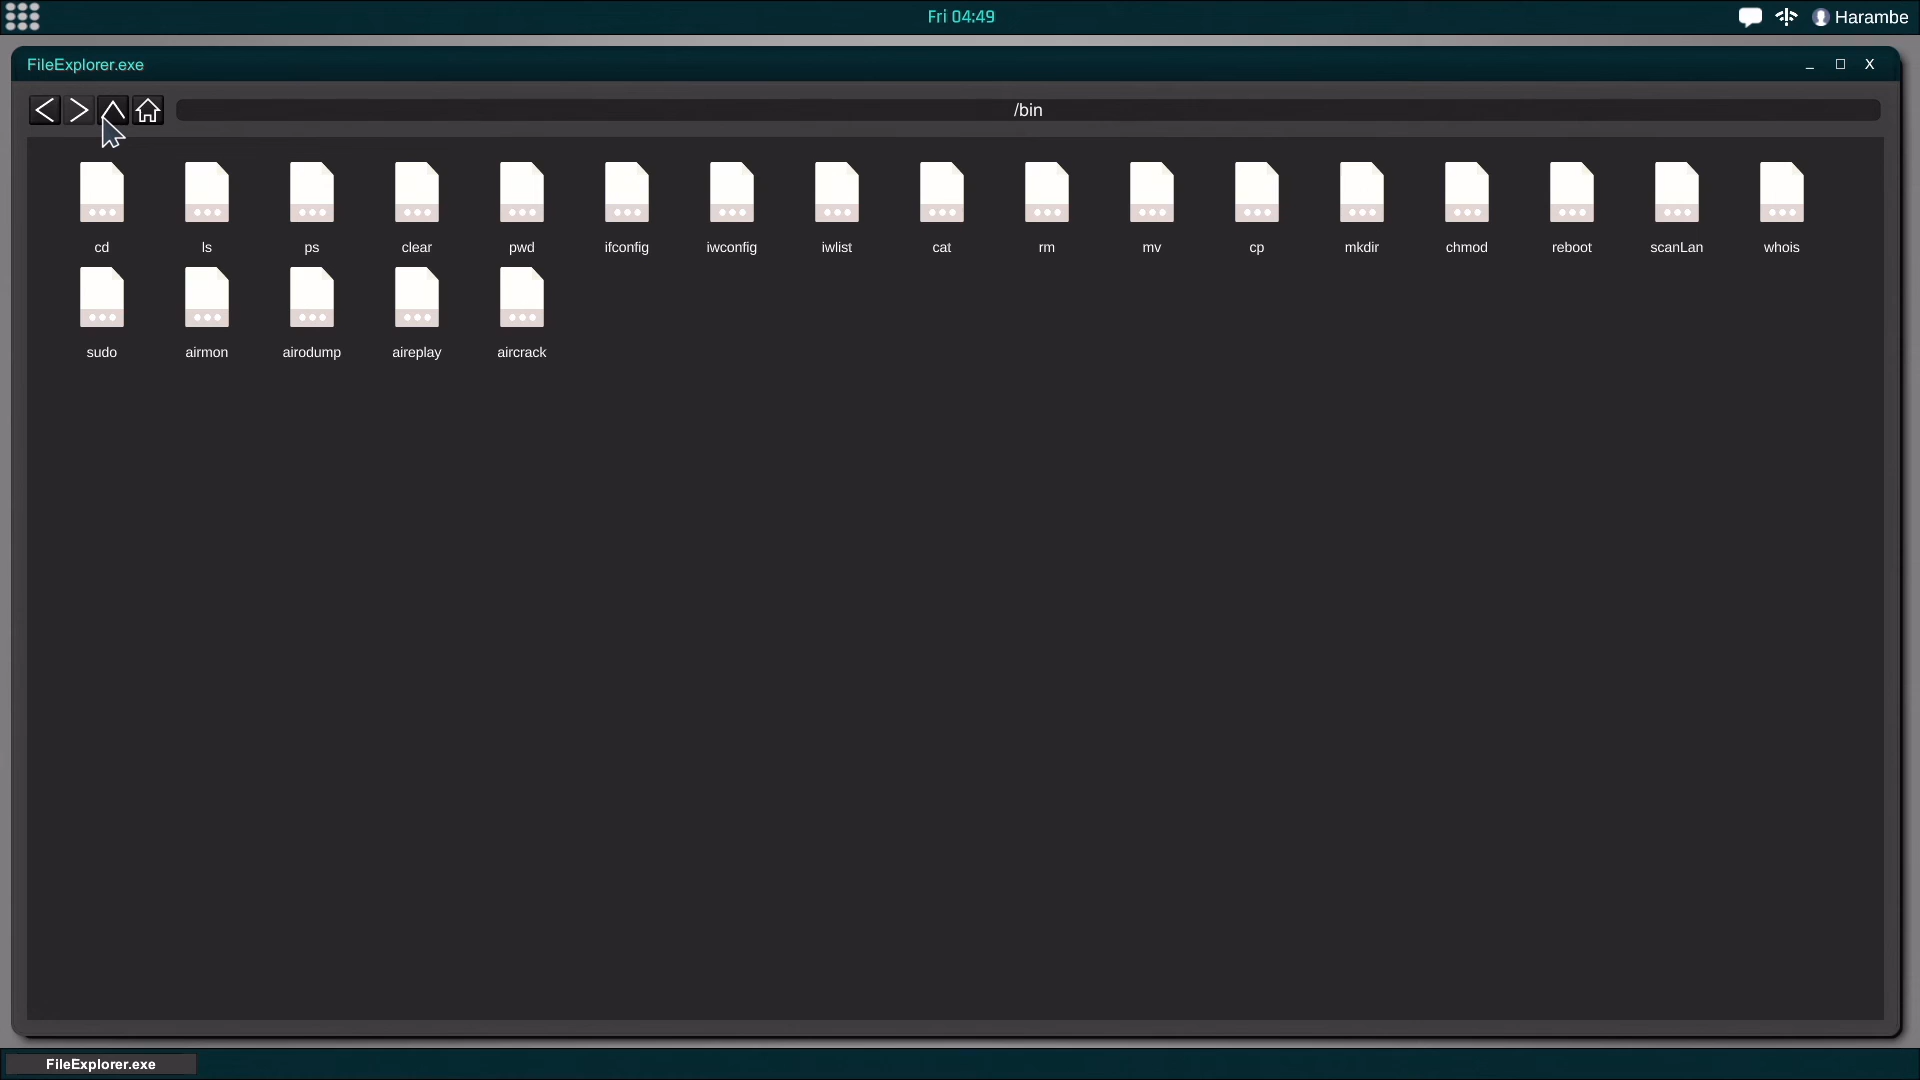 Fri 04:49
Harambe
FileExplorer.exe
_ □ X
/bin
cd ls ps clear pwd ifconfig iwconfig iwlist cat rm mv cp mkdir chmod reboot scanLan whois
sudo airmon airodump aireplay aircrack
FileExplorer.exe